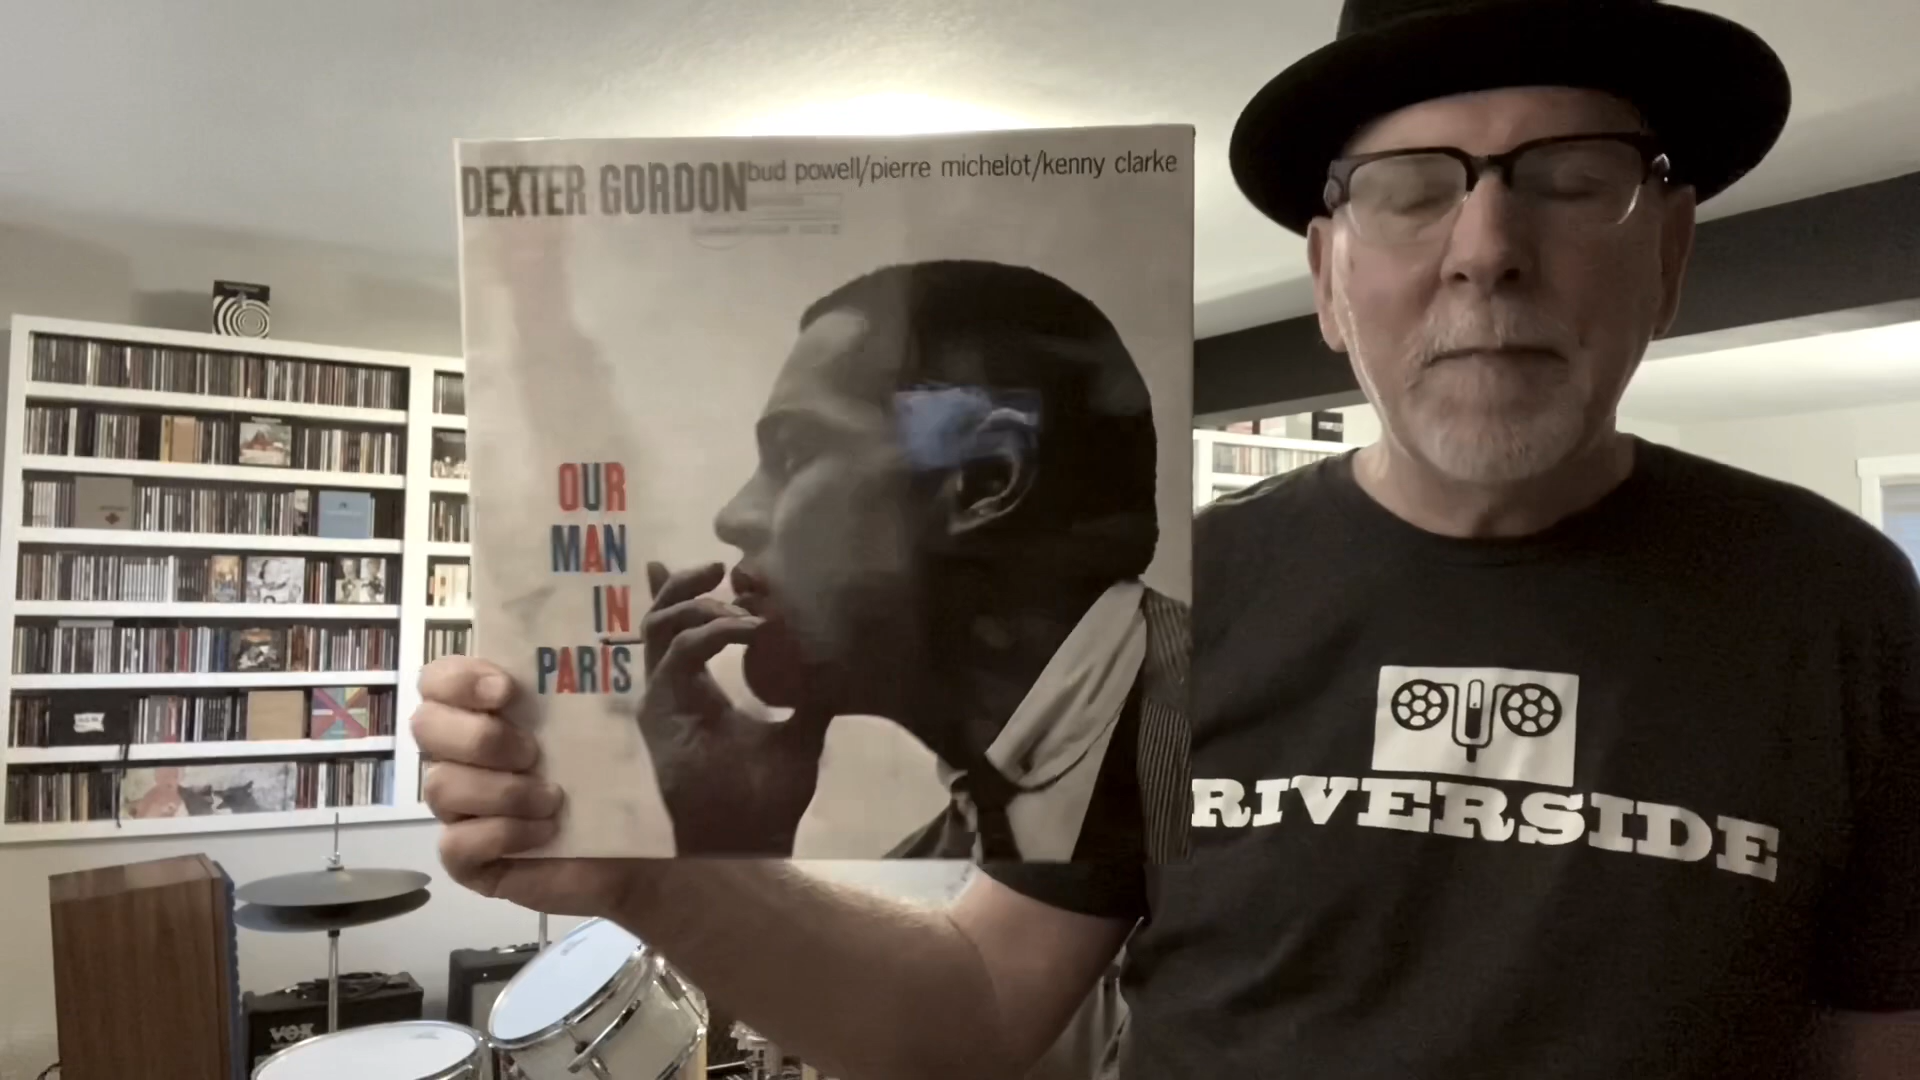 DEXTER GORDON bud powell/pierre michelot/kenny clarke
OUR
MAN
IN
PARIS
RIVERSIDE
VOX